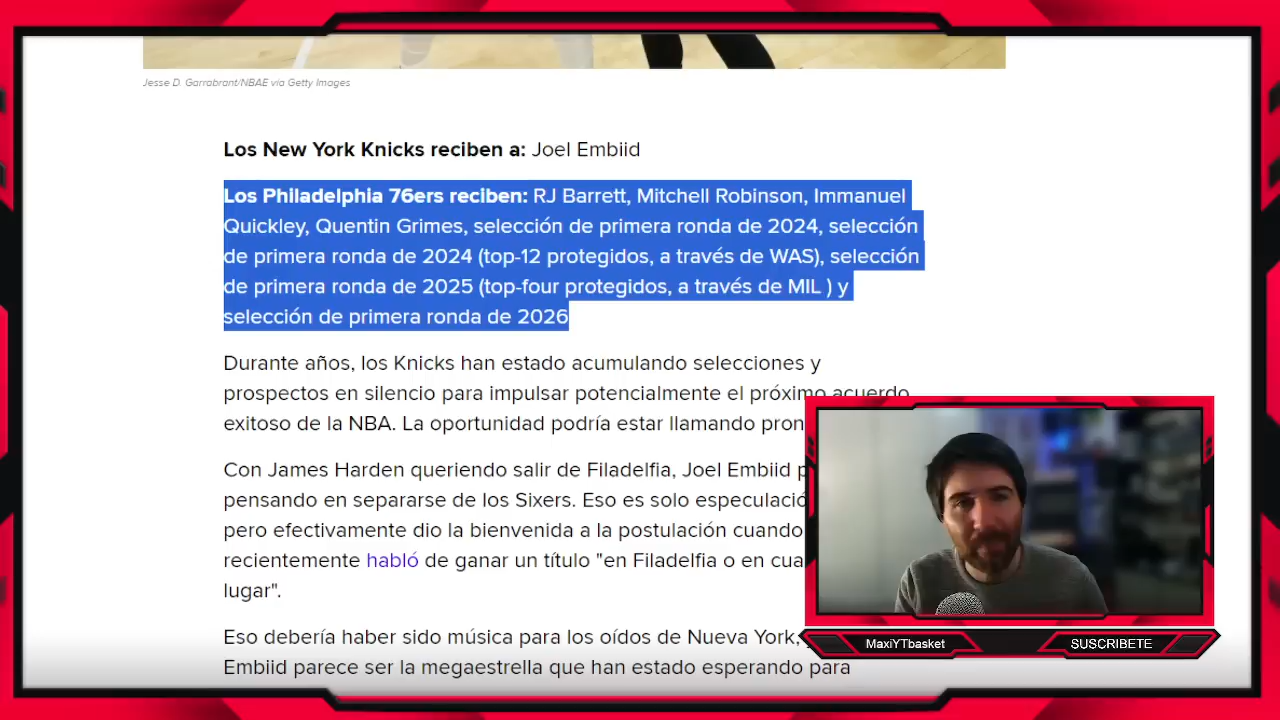 Jesse D. Garrabrant/NBAE via Getty Images
Los New York Knicks reciben a: Joel Embiid
Los Philadelphia 76ers reciben: RJ Barrett, Mitchell Robinson, Immanuel
Quickley, Quentin Grimes, selección de primera ronda de 2024, selección
de primera ronda de 2024 (top-12 protegidos, a través de WAS), selección
de primera ronda de 2025 (top-four protegidos, a través de MIL ) y
selección de primera ronda de 2026
Durante años, los Knicks han estado acumulando selecciones y
prospectos en silencio para impulsar potencialmente el próximo acuerdo
exitoso de la NBA. La oportunidad podría estar llamando
Con James Harden queriendo salir de Filadelfia, Joel Embiid
pensando en separarse de los Sixers. Eso es solo
pero efectivamente dio la bienvenida a la postulación cuando
recientemente habló de ganar un título "en Filadelfia o en
lugar".
Eso debería haber sido música para los oídos de Nueva York,
Embiid parece ser la megaestrella que han estado esperando para
MaxiYTbasket
SUSCRIBETE